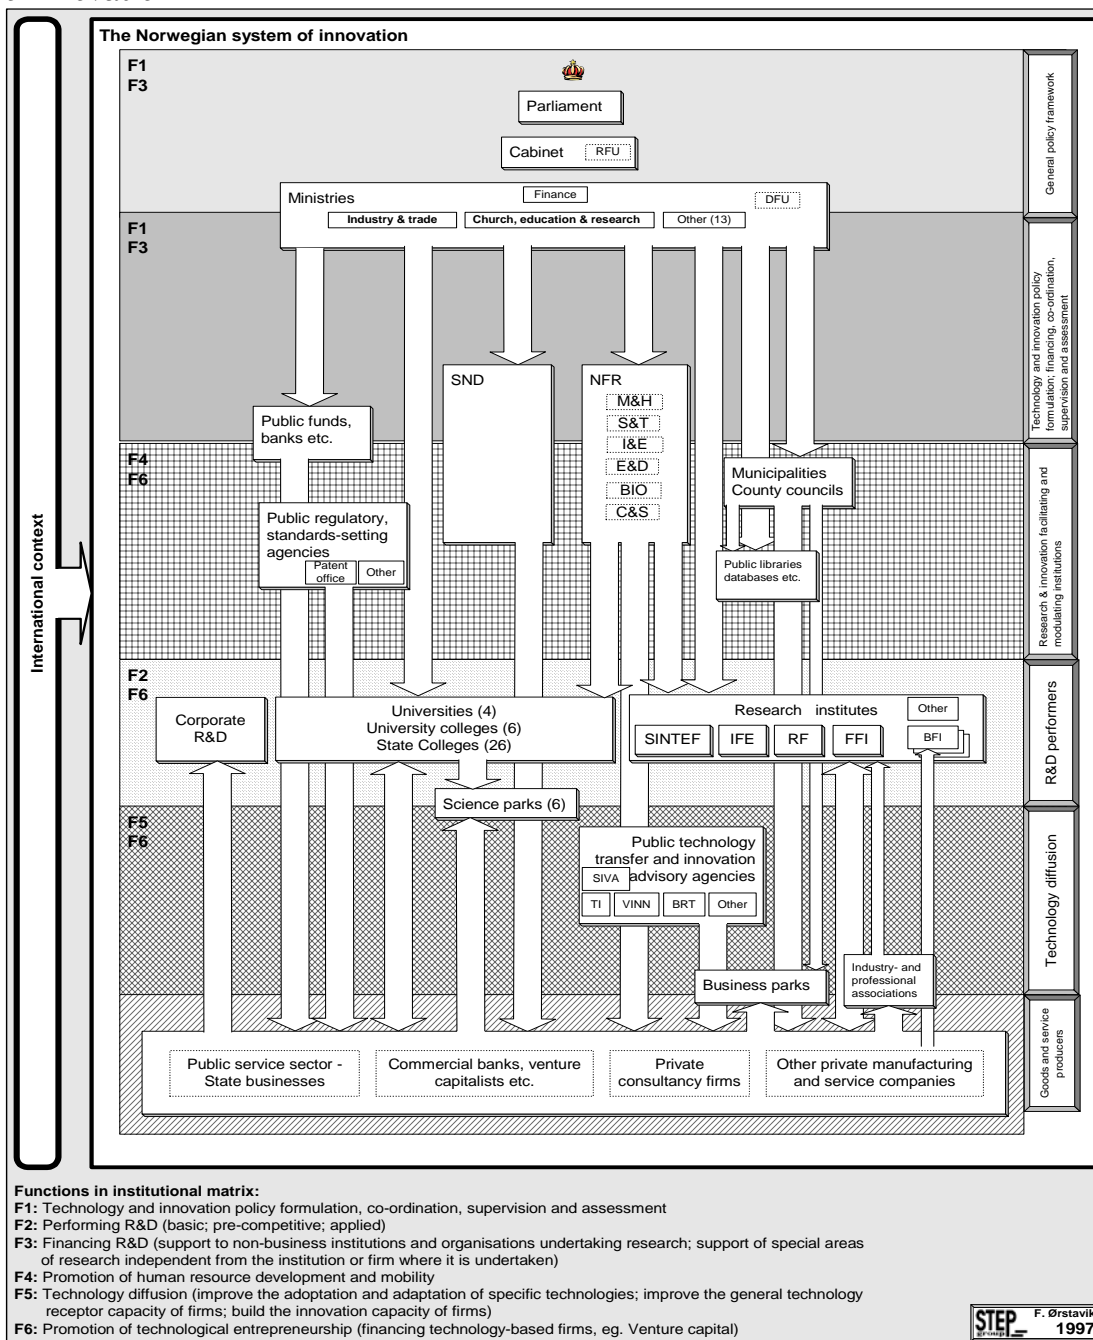 The Norwegian system of innovation
F1
F3
Parliament
Cabinet
RFU
Ministries
Finance
DFU
Industry & trade
Church, education & research
Other (13)
General policy framework
F1
F3
SND
NFR
M&H
S&T
I&E
E&D
BIO
C&S
Public funds,
banks etc.
Technology and innovation policy
formulation; financing, co-ordination,
supervision and assessment
F4
F6
Public regulatory,
standards-setting
agencies
Patent
office
Other
Municipalities
County councils
Public libraries
databases etc.
Research & innovation facilitating and
modulating institutions
International context
F2
F6
Corporate
R&D
Universities (4)
University colleges (6)
State Colleges (26)
Research institutes
Other
SINTEF
IFE
RF
FFI
BFI
R&D performers
Science parks (6)
F5
F6
Public technology
transfer and innovation
advisory agencies
SIVA
TI
VINN
BRT
Other
Business parks
Industry- and
professional
associations
Technology diffusion
Public service sector -
State businesses
Commercial banks, venture
capitalists etc.
Private
consultancy firms
Other private manufacturing
and service companies
Goods and service
producers
Functions in institutional matrix:
F1: Technology and innovation policy formulation, co-ordination, supervision and assessment
F2: Performing R&D (basic; pre-competitive; applied)
F3: Financing R&D (support to non-business institutions and organisations undertaking research; support of special areas
of research independent from the institution or firm where it is undertaken)
F4: Promotion of human resource development and mobility
F5: Technology diffusion (improve the adoption and adaptation of specific technologies; improve the general technology
receptor capacity of firms; build the innovation capacity of firms)
F6: Promotion of technological entrepreneurship (financing technology-based firms, eg. Venture capital)
STEP group
F. Ørstavik
1997